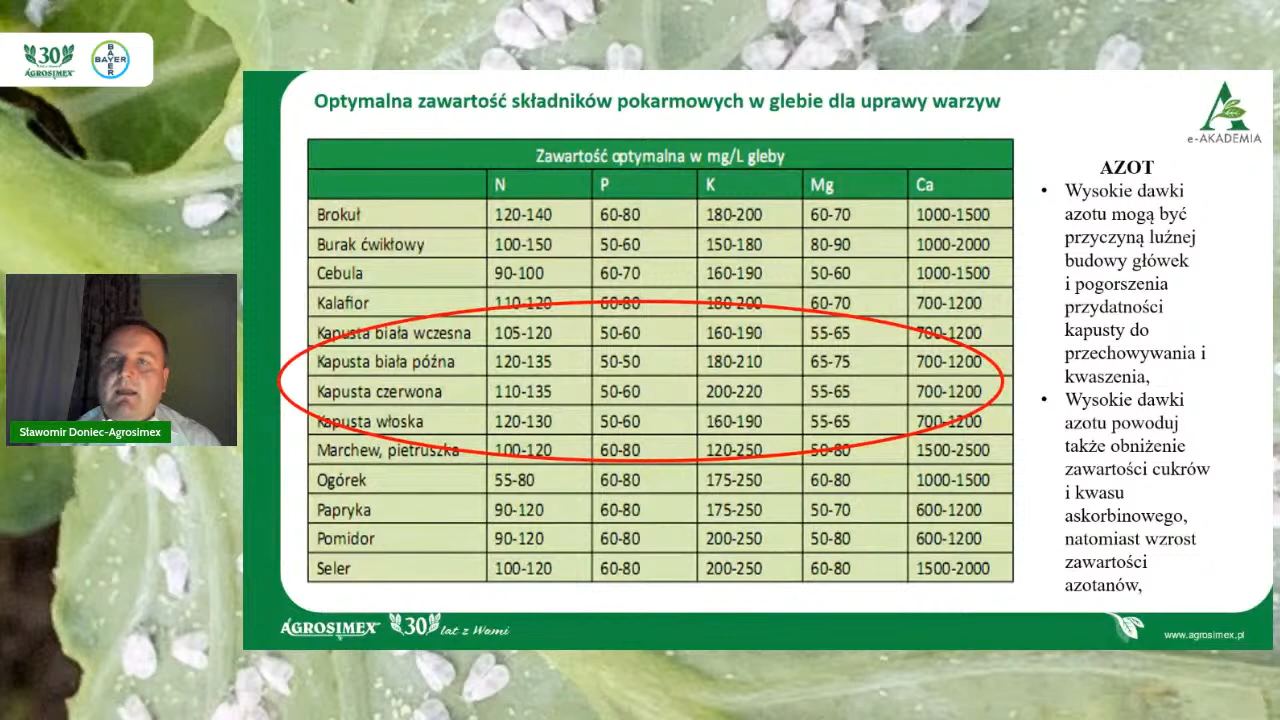 30
AGROSIMEX
BAYER
BAYER
Optymalna zawartość składników pokarmowych w glebie dla uprawy warzyw
e-AKADEMIA
Zawartość optymalna w mg/L gleby
N P K Mg Ca
Brokuł 120-140 60-80 180-200 60-70 1000-1500
Burak ćwikłowy 100-150 50-60 150-180 80-90 1000-2000
Cebula 90-100 60-70 160-190 50-60 1000-1500
Kalafior 110-120 60-80 180-200 60-70 700-1200
Kapusta biała wczesna 105-120 50-60 160-190 55-65 700-1200
Kapusta biała późna 120-135 50-50 180-210 65-75 700-1200
Kapusta czerwona 110-135 50-60 200-220 55-65 700-1200
Kapusta włoska 120-130 50-60 160-190 55-65 700-1200
Marchew, pietruszka 100-120 60-80 120-250 50-80 1500-2500
Ogórek 55-80 60-80 175-250 60-80 1000-1500
Papryka 90-120 60-80 175-250 50-70 600-1200
Pomidor 90-120 60-80 200-250 50-80 600-1200
Seler 100-120 60-80 200-250 60-80 1500-2000
AZOT
• Wysokie dawki
azotu mogą być
przyczyną luźnej
budowy główek
i pogorszenia
przydatności
kapusty do
przechowywania i
kwaszenia,
• Wysokie dawki
azotu powoduj
także obniżenie
zawartości cukrów
i kwasu
askorbinowego,
natomiast wzrost
zawartości
azotanów,
Sławomir Doniec-Agrosimex
AGROSIMEX 30 lat z Wami
www.agrosimex.pl